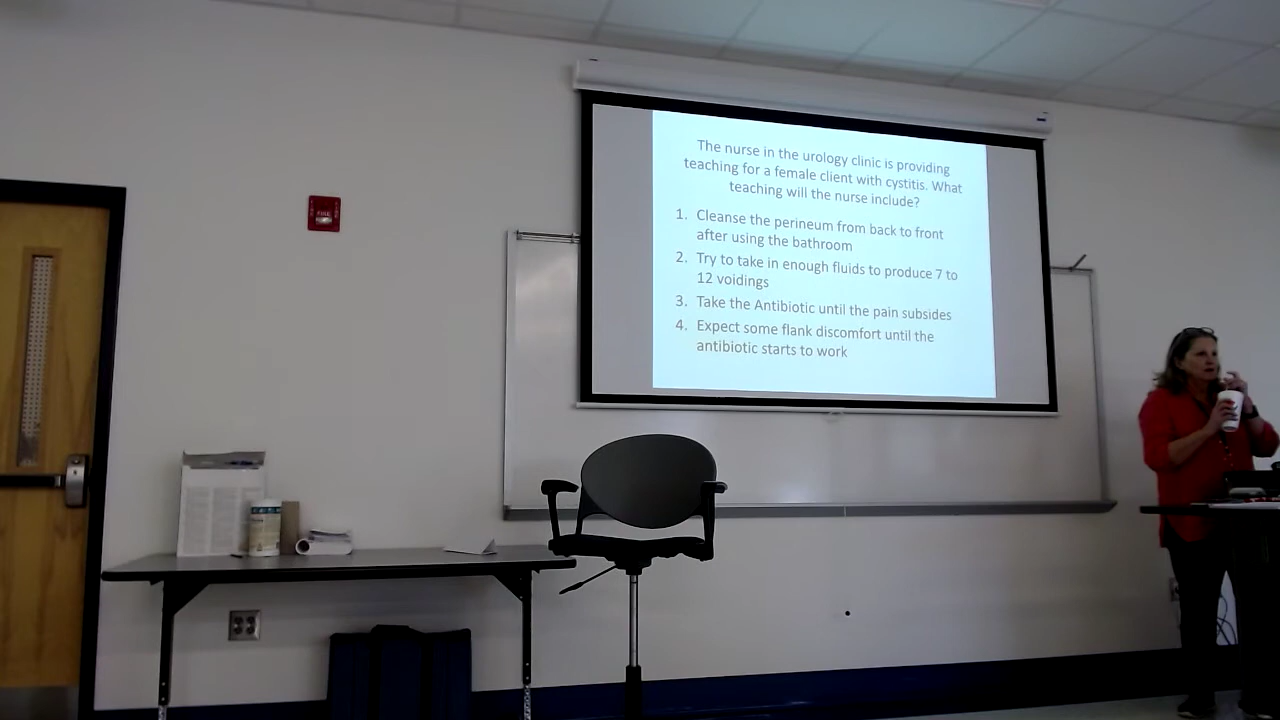 The nurse in the urology clinic is providing
teaching for a female client with cystitis. What
teaching will the nurse include?
1. Cleanse the perineum from back to front
after using the bathroom
2. Try to take in enough fluids to produce 7 to
12 voidings
3. Take the Antibiotic until the pain subsides
4. Expect some flank discomfort until the
antibiotic starts to work
FIRE